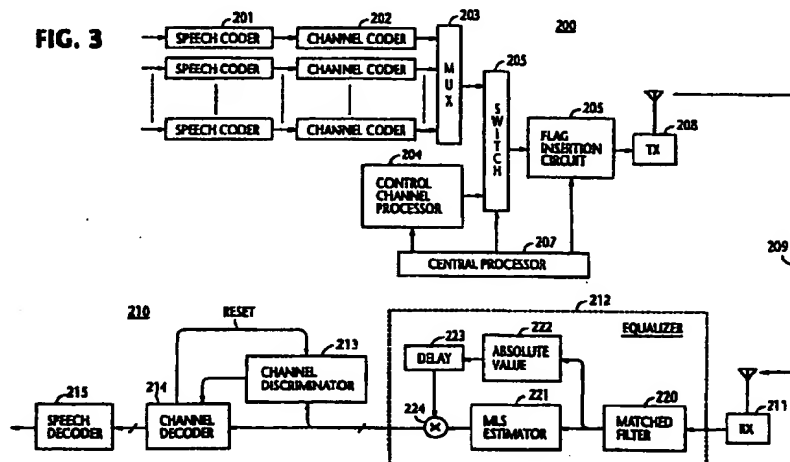 FIG. 3
200
201
202
203
SPEECH CODER
CHANNEL CODER
SPEECH CODER
CHANNEL CODER
SPEECH CODER
CHANNEL CODER
MUX
205
SWITCH
205
FLAG
INSERTION
CIRCUIT
TX
208
204
CONTROL
CHANNEL
PROCESSOR
207
CENTRAL PROCESSOR
209
210
RESET
213
CHANNEL
DISCRIMINATOR
215
SPEECH
DECODER
214
CHANNEL
DECODER
212
EQUALIZER
223
DELAY
222
ABSOLUTE
VALUE
224
X
221
MLS
ESTIMATOR
220
MATCHED
FILTER
211
RX